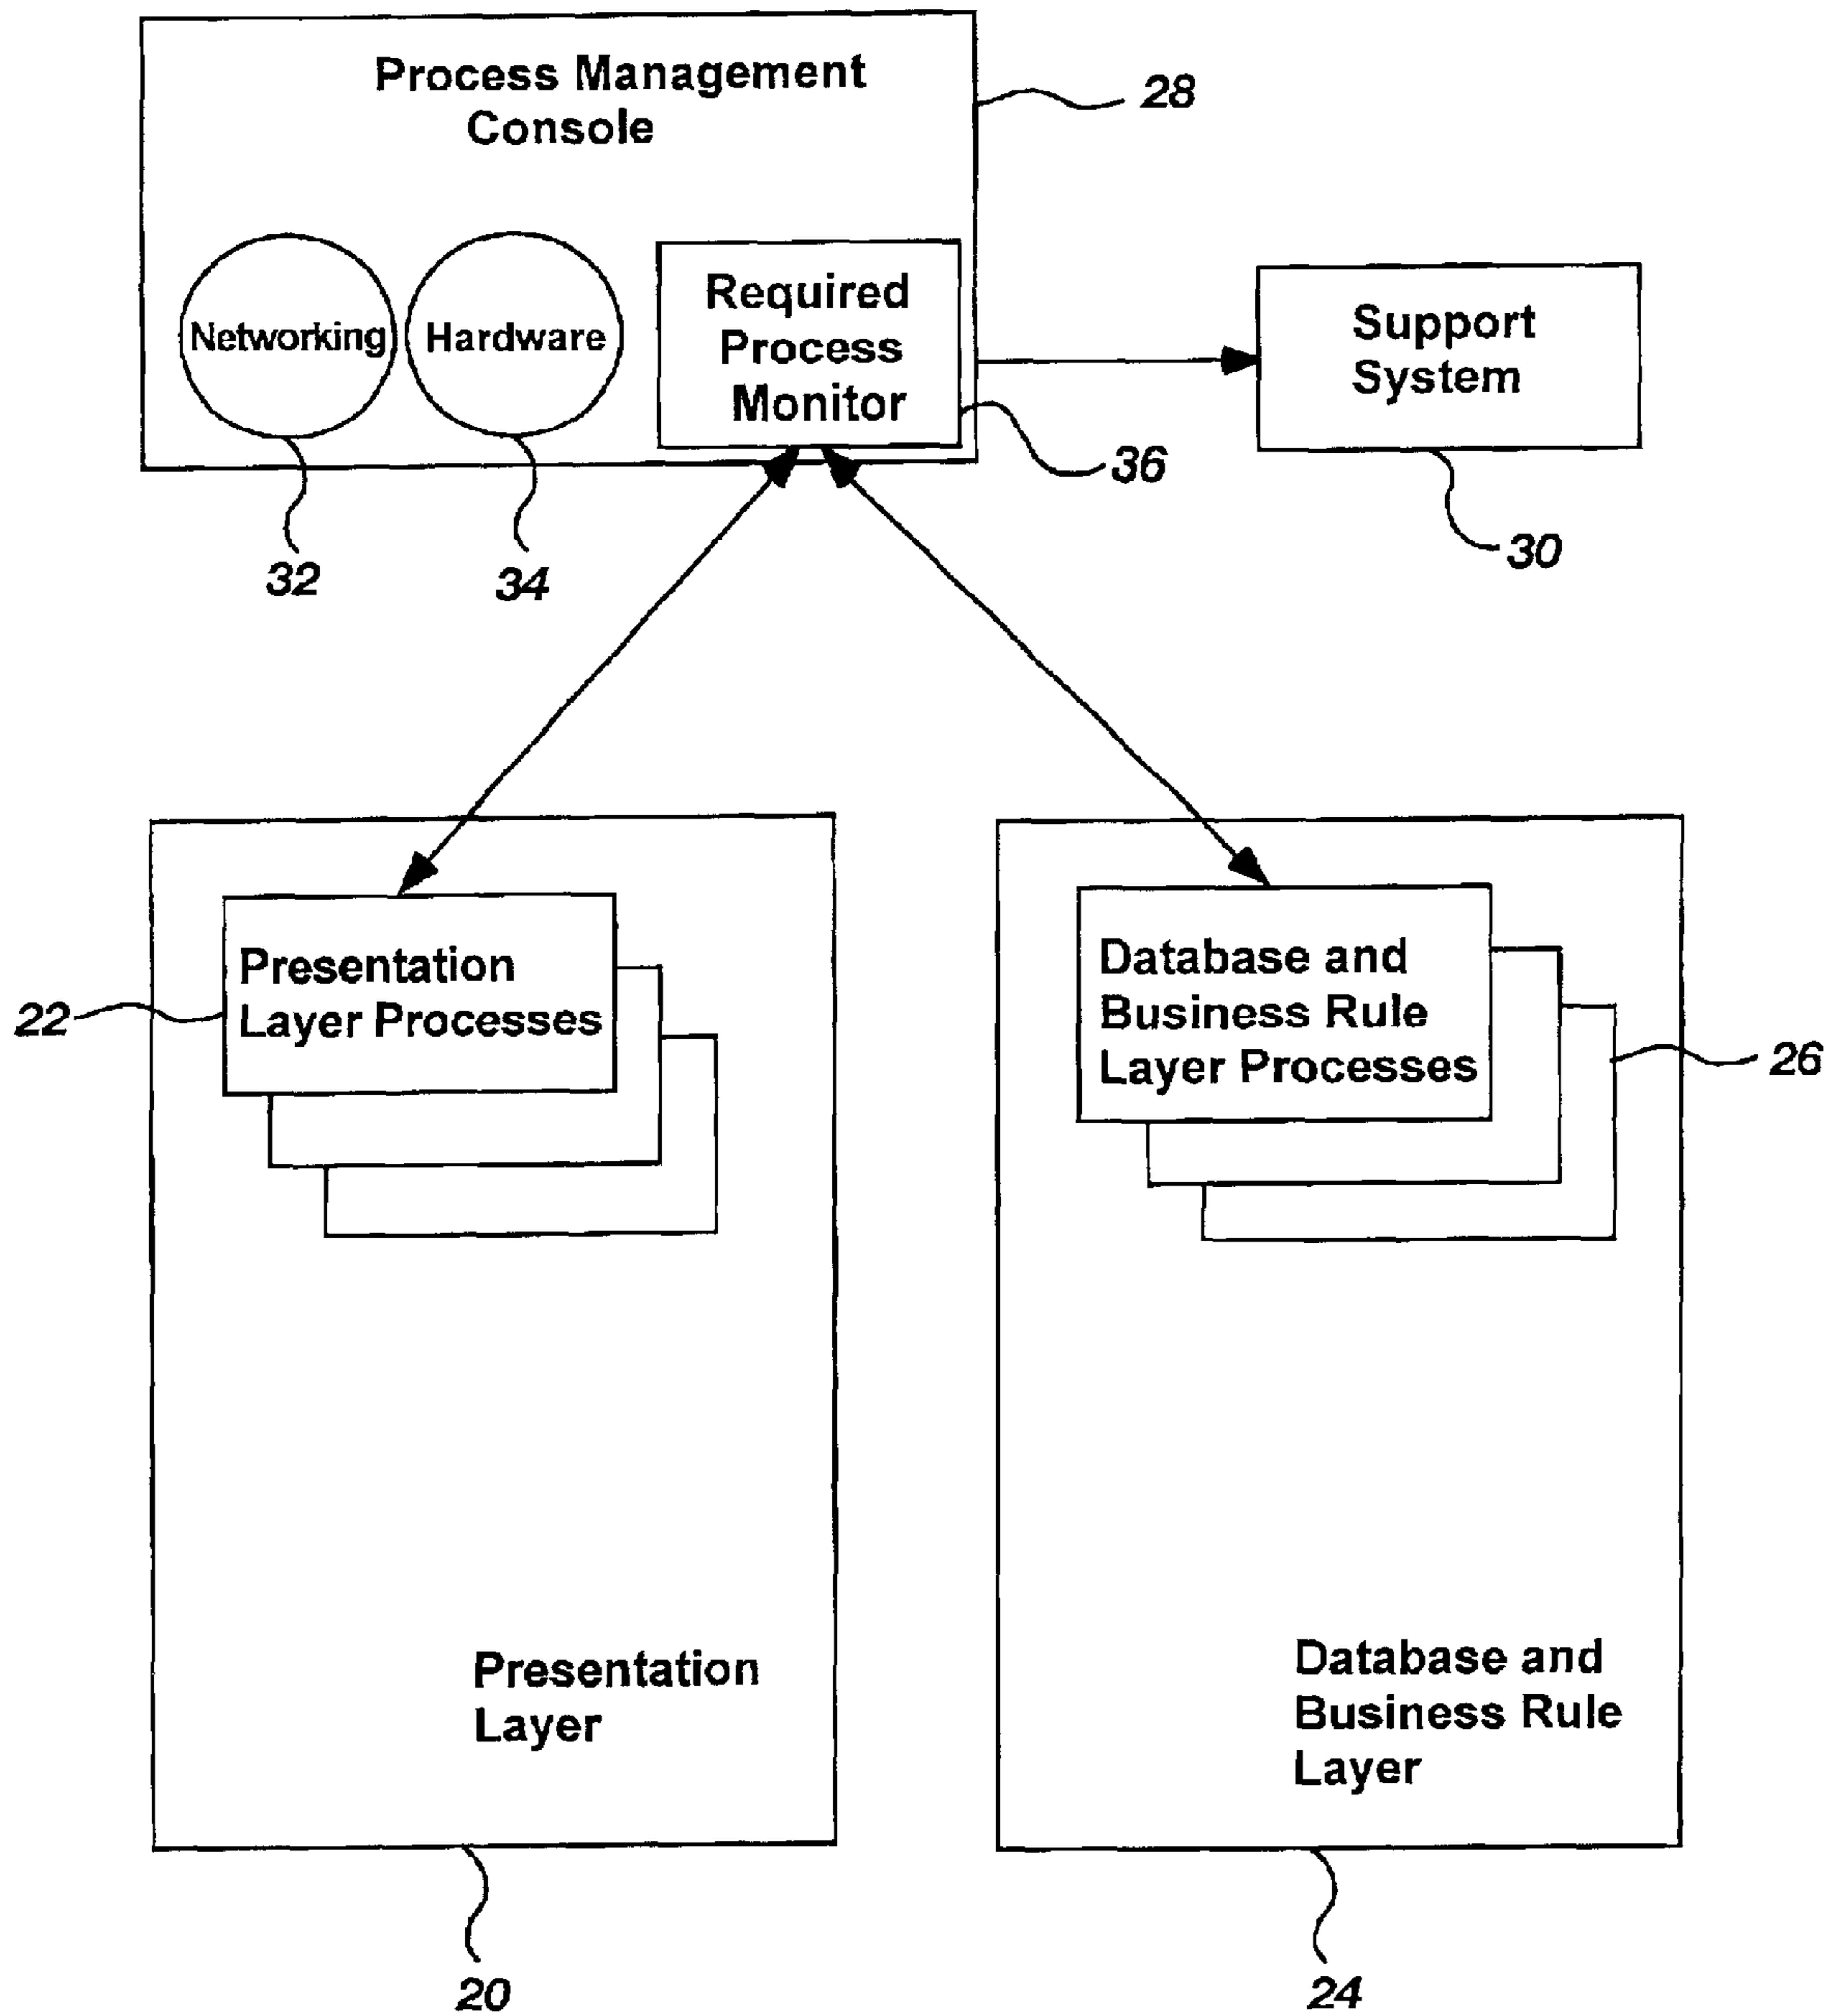 Process Management
Console
28
Networking
Hardware
Required
Process
Monitor
Support
System
36
30
32
34
Presentation
Layer Processes
22
Database and
Business Rule
Layer Processes
26
Presentation
Layer
Database and
Business Rule
Layer
20
24